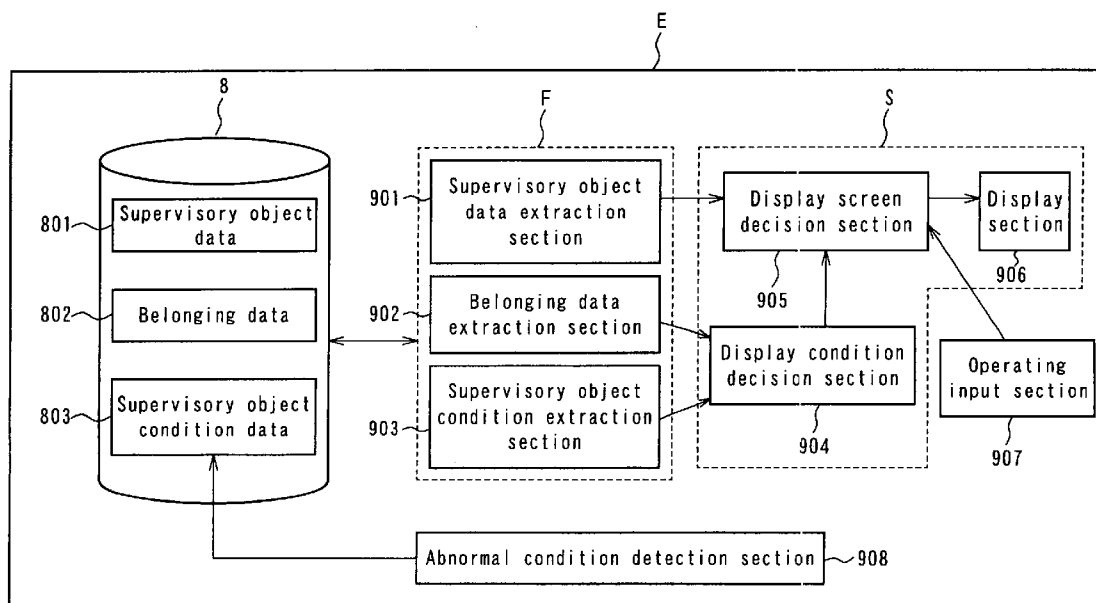 E
8
F
S
801
Supervisory object
data
802
Belonging data
803
Supervisory object
condition data
901
Supervisory object
data extraction
section
902
Belonging data
extraction section
903
Supervisory object
condition extraction
section
Display screen
decision section
905
Display
section
906
Display condition
decision section
904
Operating
input section
907
Abnormal condition detection section
908